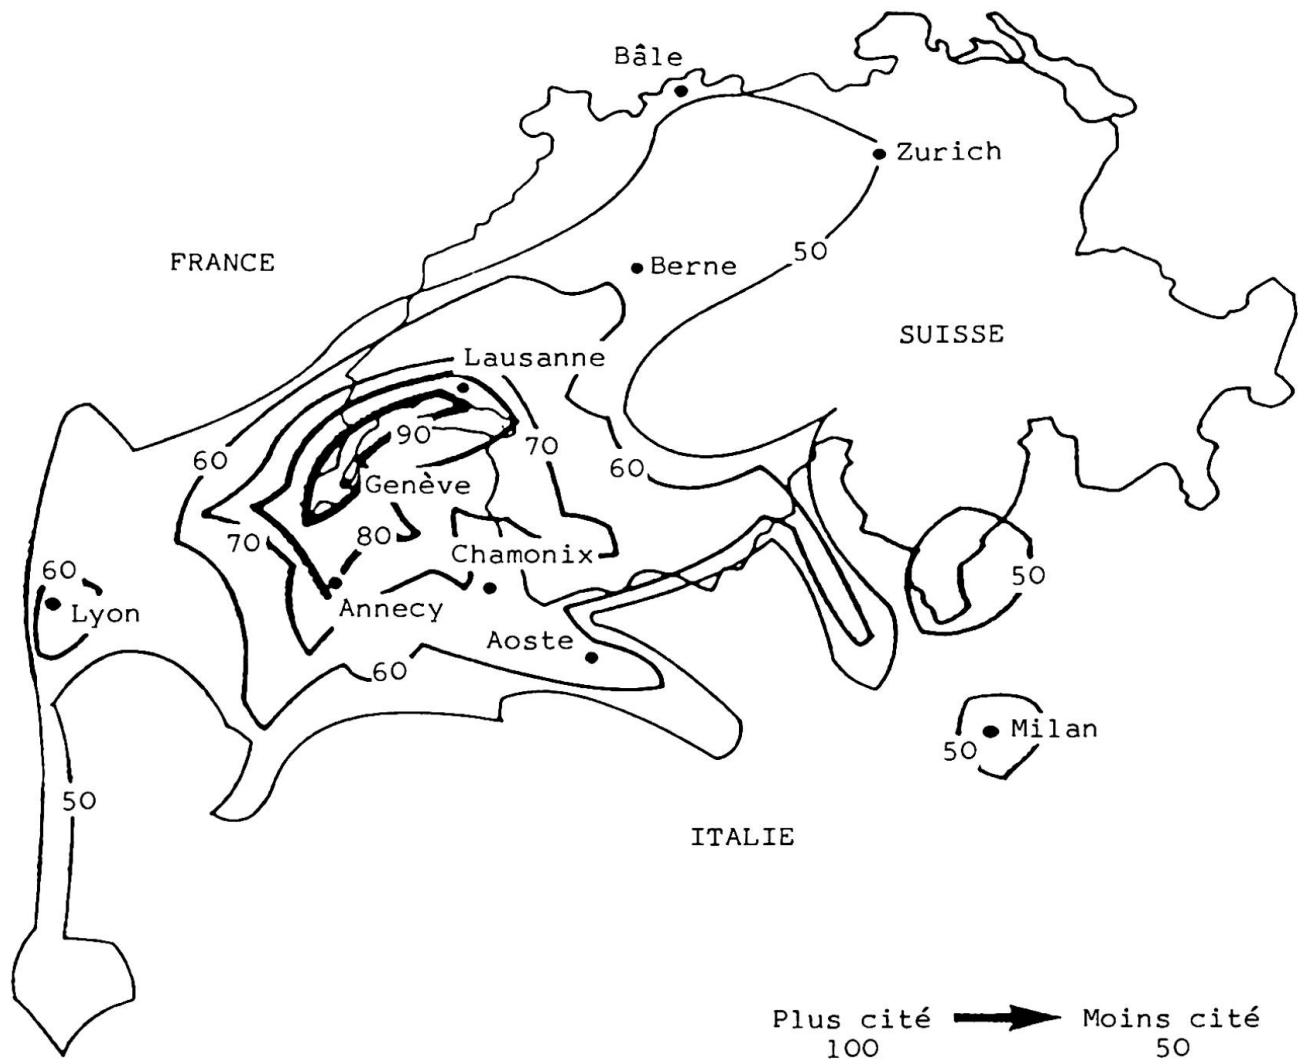 Bâle
Zurich
50
Berne
FRANCE
SUISSE
Lausanne
90
70
60
60
Genève
80
70
Chamonix
60
50
Annecy
Lyon
Aoste
60
Milan
50
50
ITALIE
Plus cité Moins cité
100 50